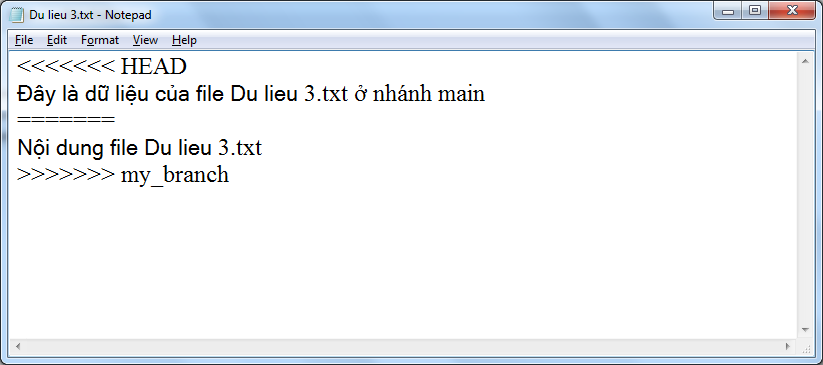 Du lieu 3.txt - Notepad
File Edit Format View Help
<<<<<<< HEAD
Đây là dữ liệu của file Du lieu 3.txt ở nhánh main
=======
Nội dung file Du lieu 3.txt
>>>>>>> my_branch